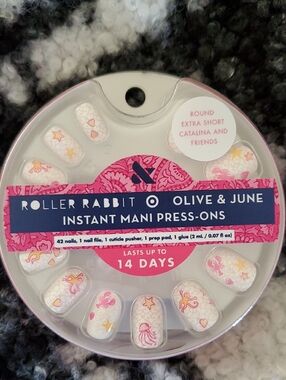 ROUND
EXTRA SHORT
CATALINA AND
FRIENDS
ROLLER RABBIT OLIVE & JUNE
INSTANT MANI PRESS-ONS
42 nails, 1 nail file, 1 cuticle pusher, 1 prep pad, 1 glue (2 mL / 0.07 fl oz)
LASTS UP TO
14 DAYS